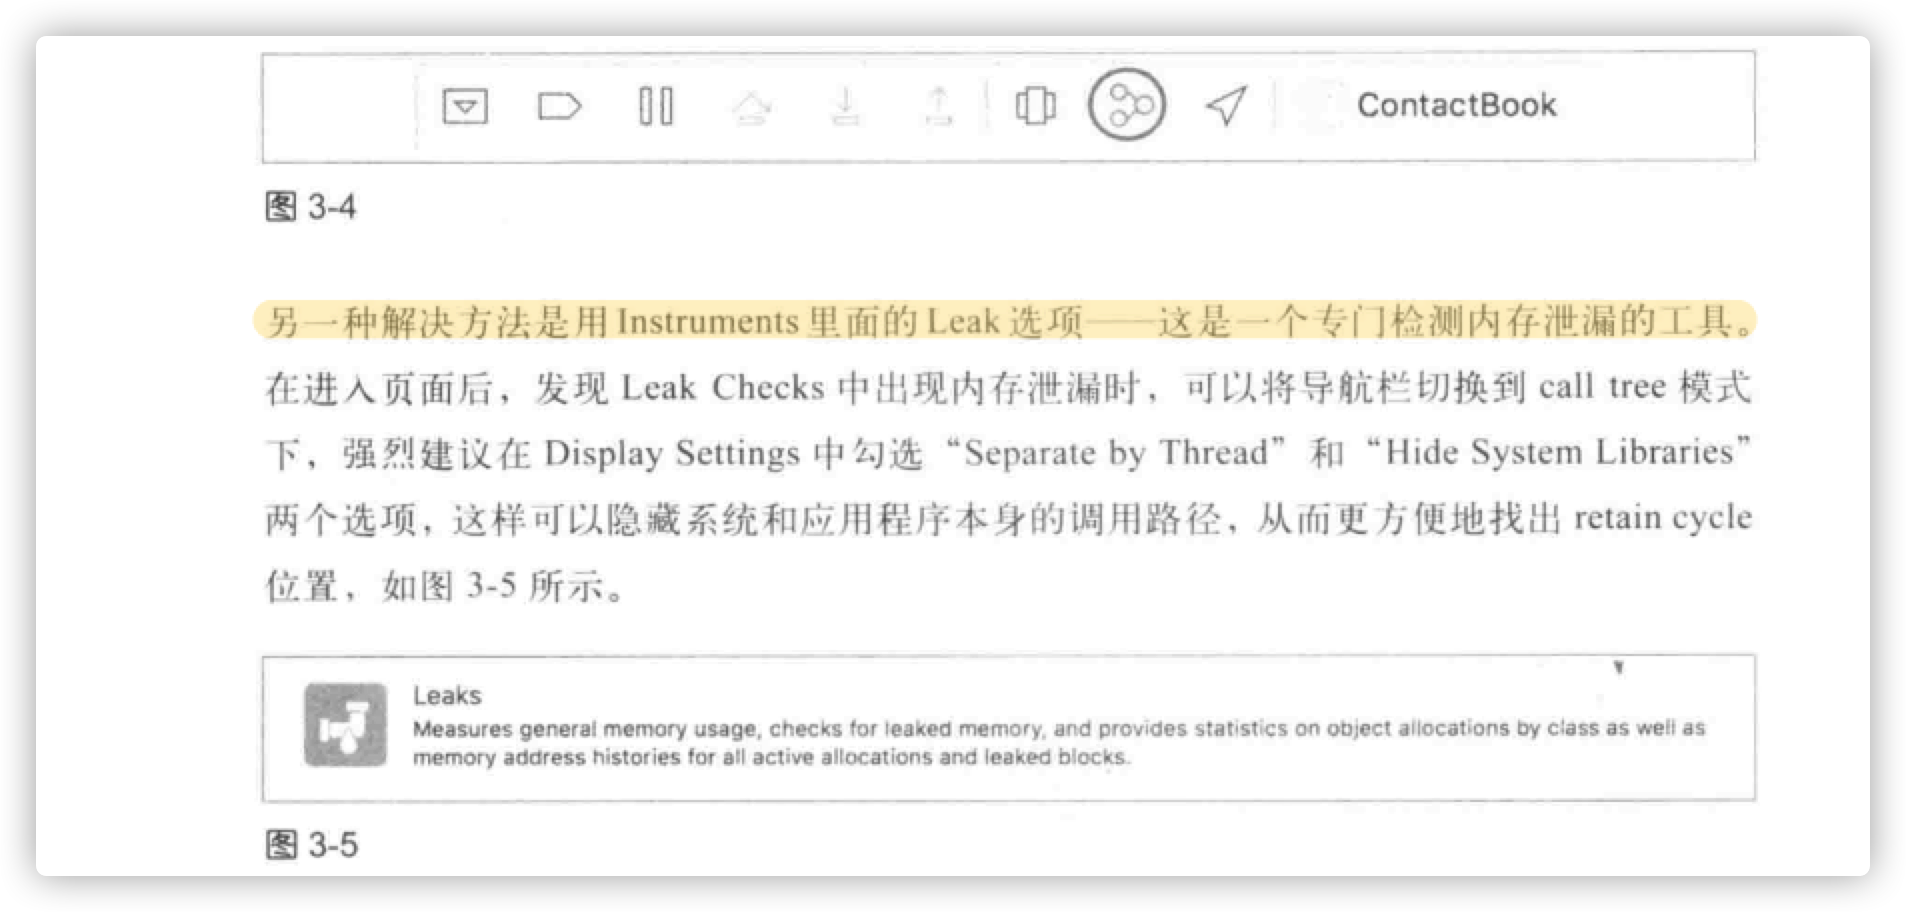 ContactBook
图 3-4
另一种解决方法是用 Instruments 里面的 Leak 选项——这是一个专门检测内存泄漏的工具。
在进入页面后，发现 Leak Checks 中出现内存泄漏时，可以将导航栏切换到 call tree 模式
下，强烈建议在 Display Settings 中勾选“Separate by Thread”和“Hide System Libraries”
两个选项，这样可以隐藏系统和应用程序本身的调用路径，从而更方便地找出 retain cycle
位置，如图 3-5 所示。
Leaks
Measures general memory usage, checks for leaked memory, and provides statistics on object allocations by class as well as
memory address histories for all active allocations and leaked blocks.
图 3-5